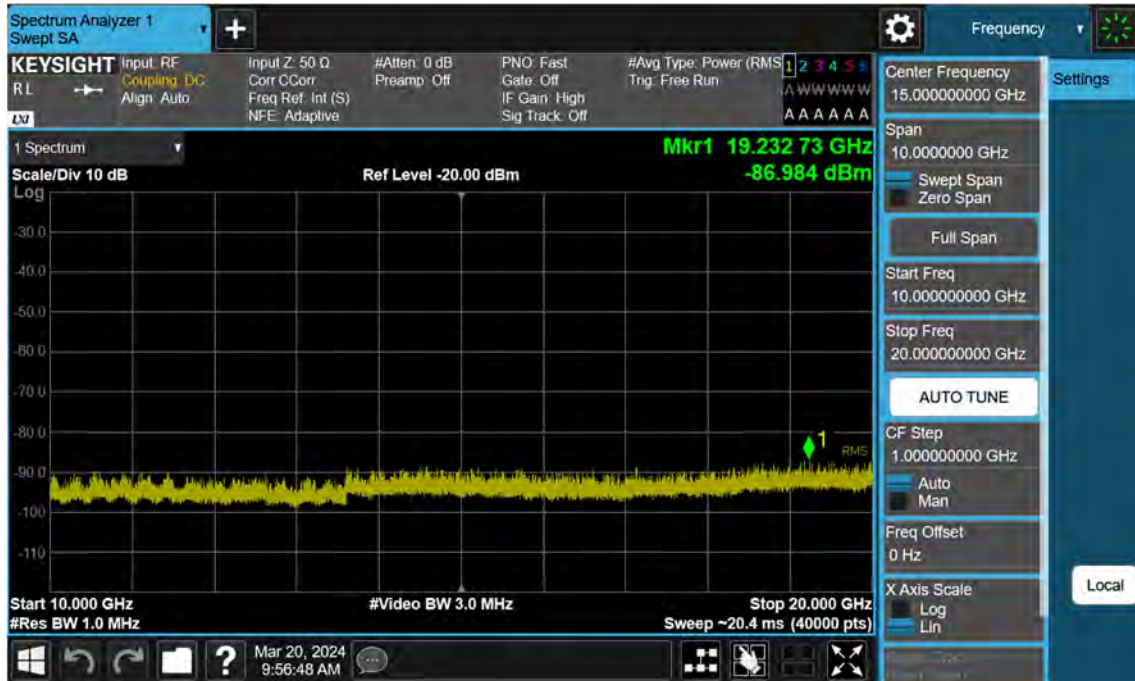 Spectrum Analyzer 1
Swept SA
Frequency
KEYSIGHT
RL
LXI
Input: RF
Coupling: DC
Align: Auto
Input Z: 50 Ω
Corr CCorr
Freq Ref: Int (S)
NFE: Adaptive
#Atten: 0 dB
Preamp: Off
PNO: Fast
Gate: Off
IF Gain: High
Sig Track: Off
#Avg Type: Power (RMS
Trig: Free Run
1 2 3 4 5 6
A W W W W W
A A A A A A
1 Spectrum
Scale/Div 10 dB
Ref Level -20.00 dBm
Mkr1 19.232 73 GHz
-86.984 dBm
Log
-30.0
-40.0
-50.0
-60.0
-70.0
-80.0
-90.0
-100
-110
1
RMS
Start 10.000 GHz
#Res BW 1.0 MHz
#Video BW 3.0 MHz
Stop 20.000 GHz
Sweep ~20.4 ms (40000 pts)
?
Mar 20, 2024
9:56:48 AM
Center Frequency
15.000000000 GHz
Span
10.0000000 GHz
Swept Span
Zero Span
Full Span
Start Freq
10.000000000 GHz
Stop Freq
20.000000000 GHz
AUTO TUNE
CF Step
1.000000000 GHz
Auto
Man
Freq Offset
0 Hz
X Axis Scale
Log
Lin
Settings
Local